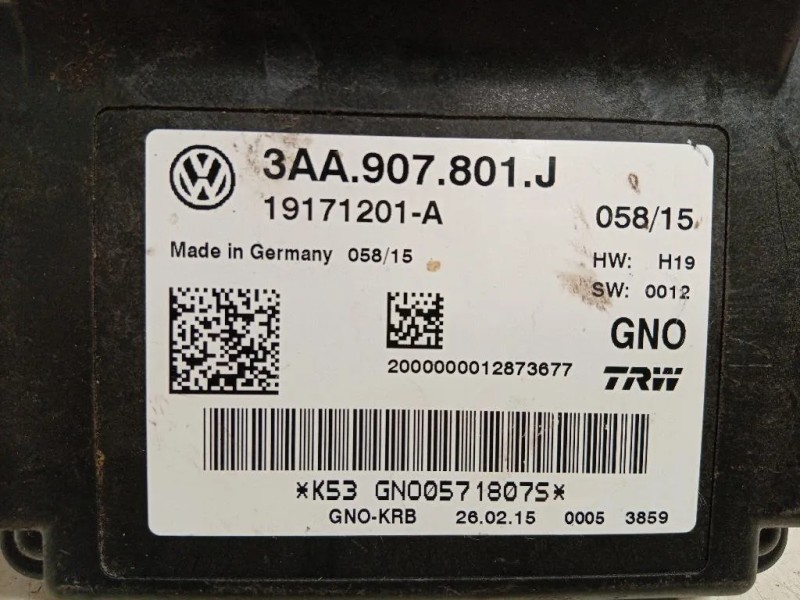 3AA.907.801.J
19171201-A 058/15
Made in Germany 058/15 HW: H19
SW: 0012
GNO
2000000012873677 TRW
*K53 GNO0571807S*
GNO-KRB 26.02.15 0005 3859